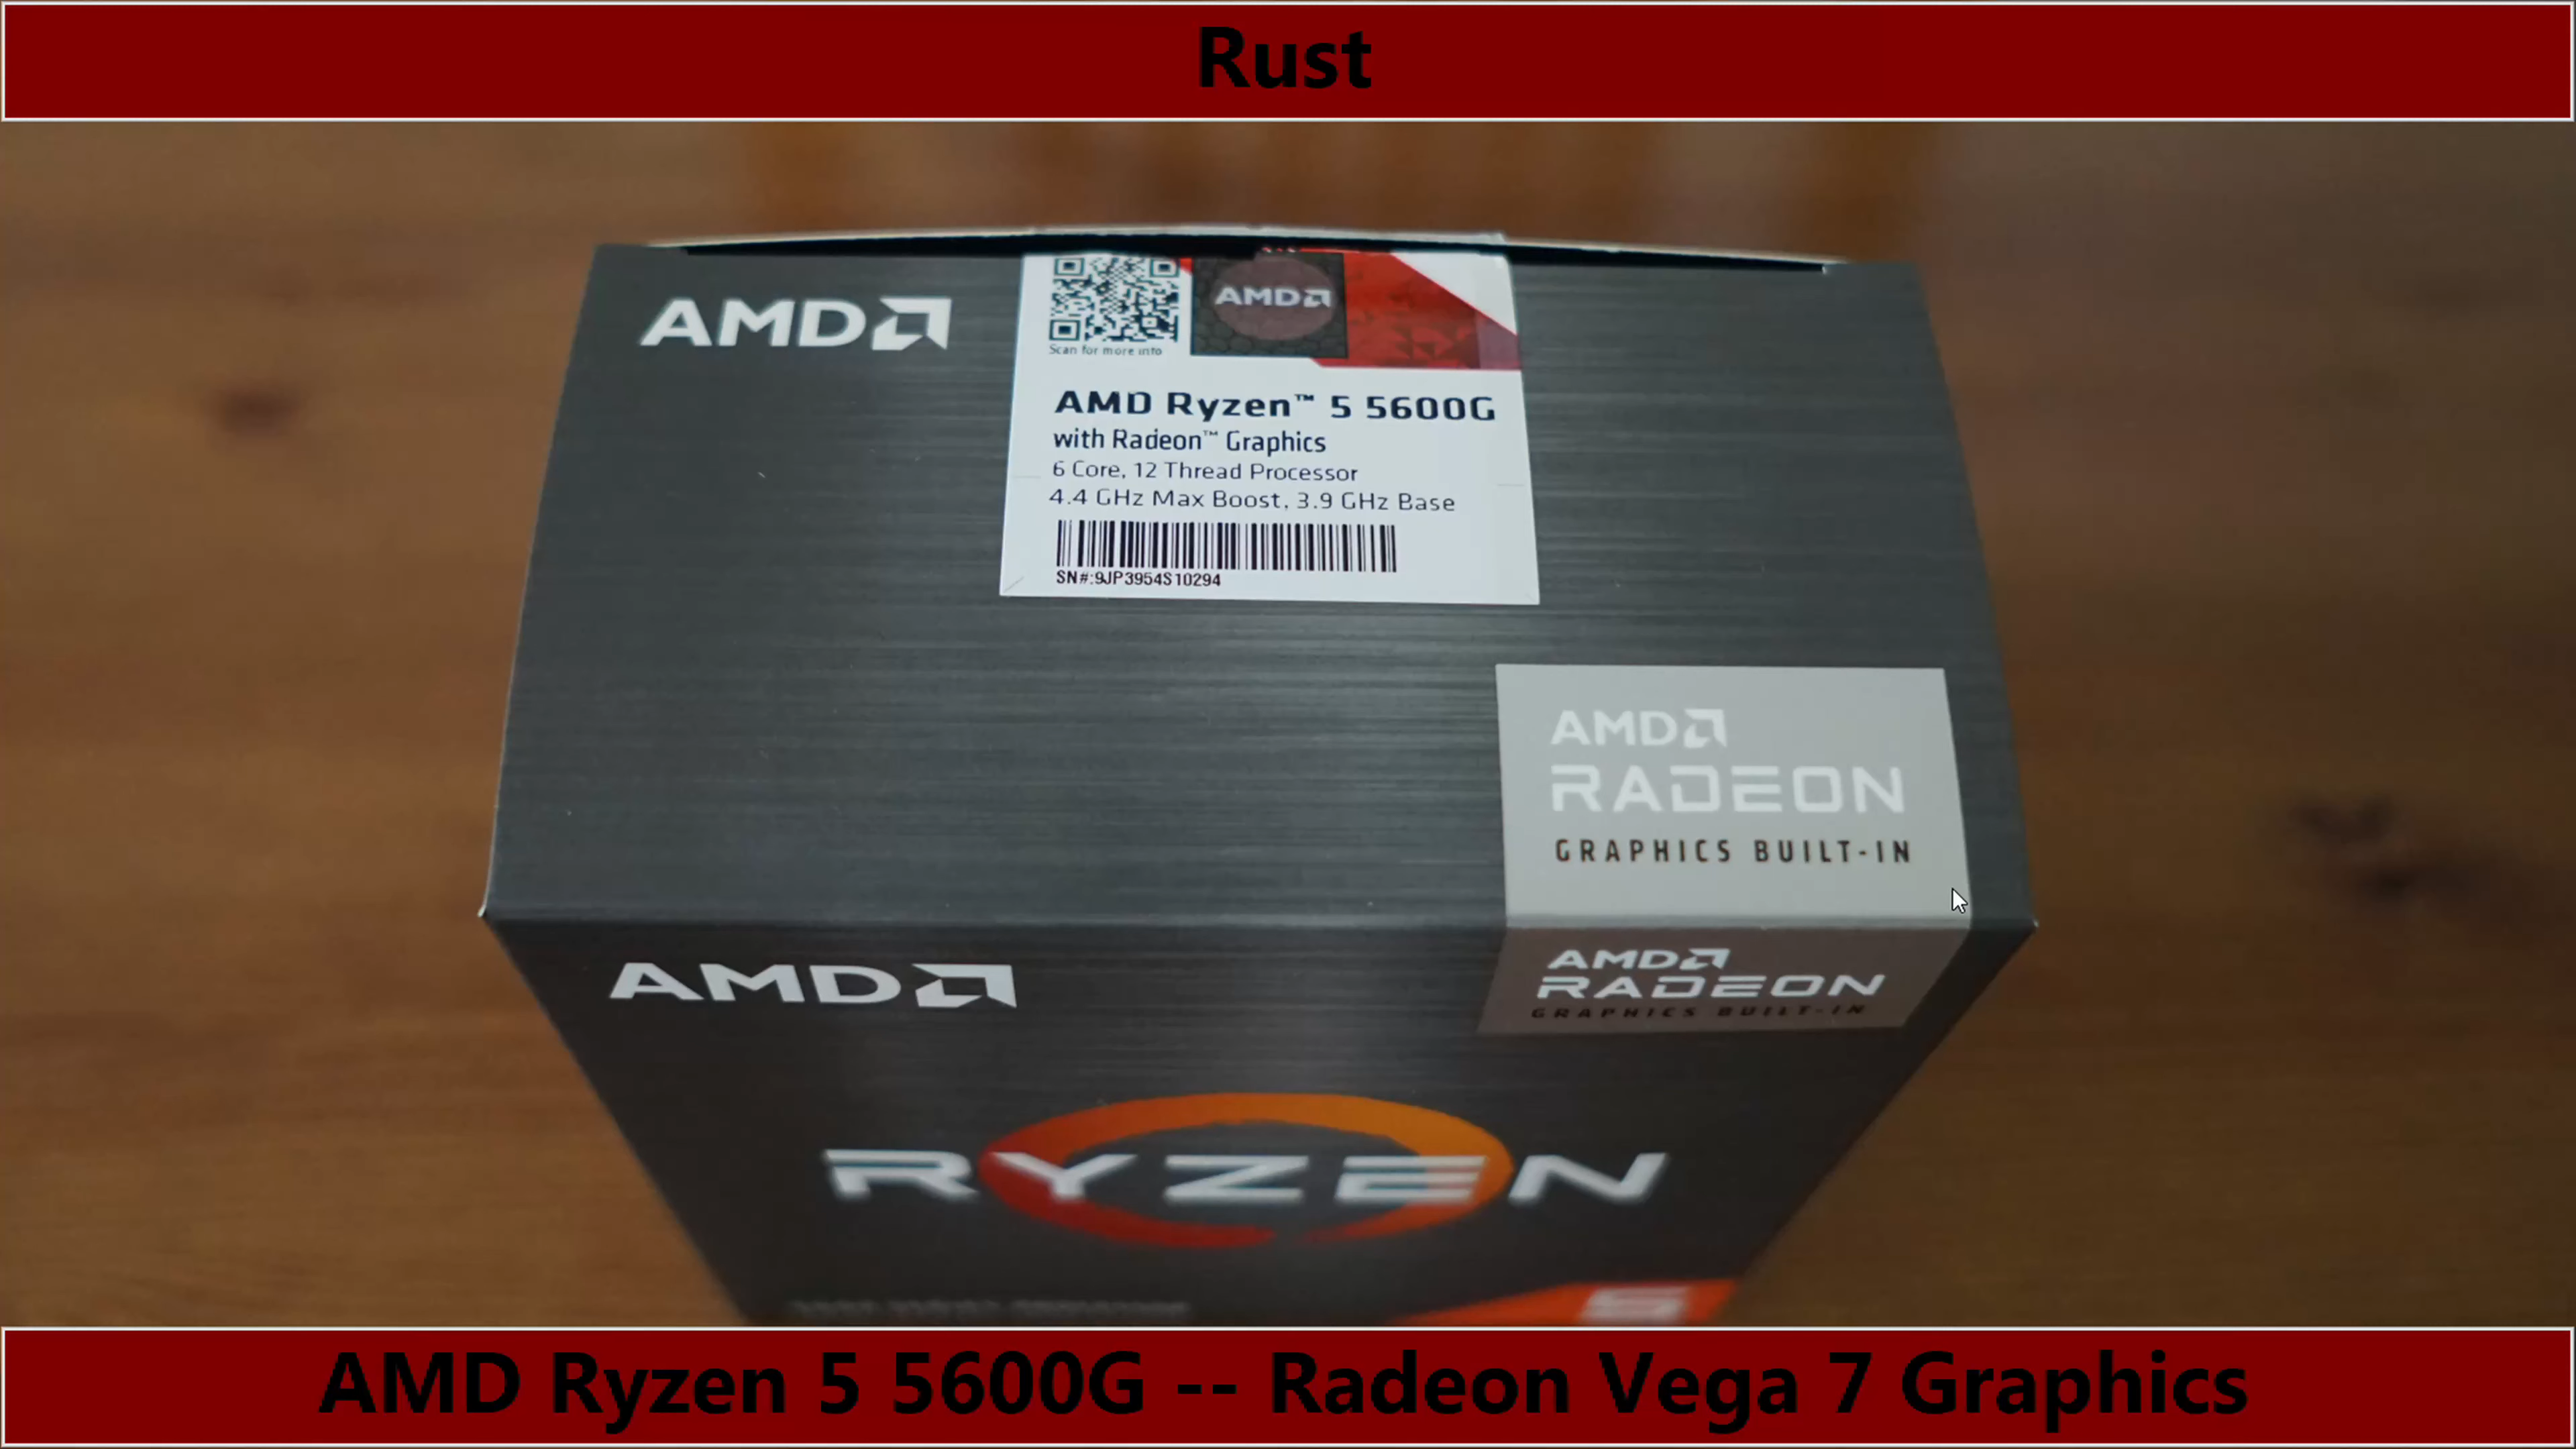 Rust
AMD
AMD
Scan for more info
AMD Ryzen™ 5 5600G
with Radeon™ Graphics
6 Core, 12 Thread Processor
4.4 GHz Max Boost, 3.9 GHz Base
SN#:9JP3954S10294
AMD
RADEON
GRAPHICS BUILT-IN
AMD
AMD
RADEON
GRAPHICS BUILT-IN
RYZEN
5
AMD Ryzen 5 5600G -- Radeon Vega 7 Graphics